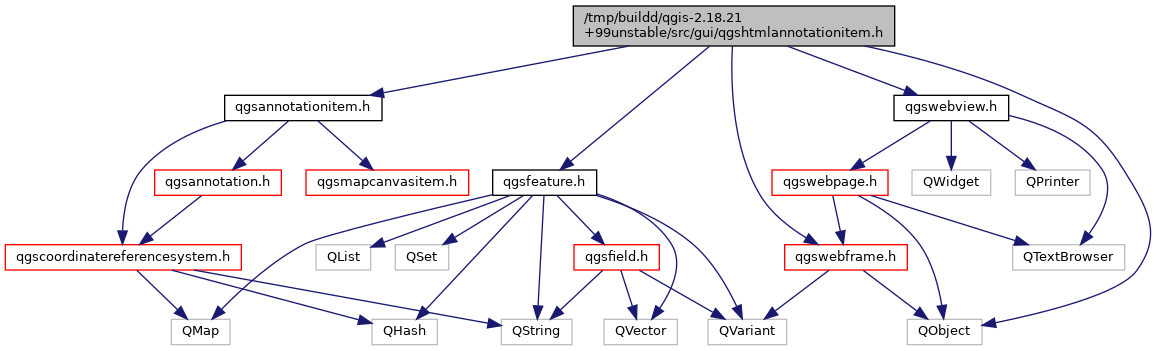 /tmp/buildd/qgis-2.18.21
+99unstable/src/gui/qgshtmlannotationitem.h
qgsannotationitem.h
qgswebview.h
qgsannotation.h
qgsmapcanvasitem.h
qgsfeature.h
qgswebpage.h
QWidget
QPrinter
qgscoordinatereferencesystem.h
QList
QSet
qgsfield.h
qgswebframe.h
QTextBrowser
QMap
QHash
QString
QVector
QVariant
QObject